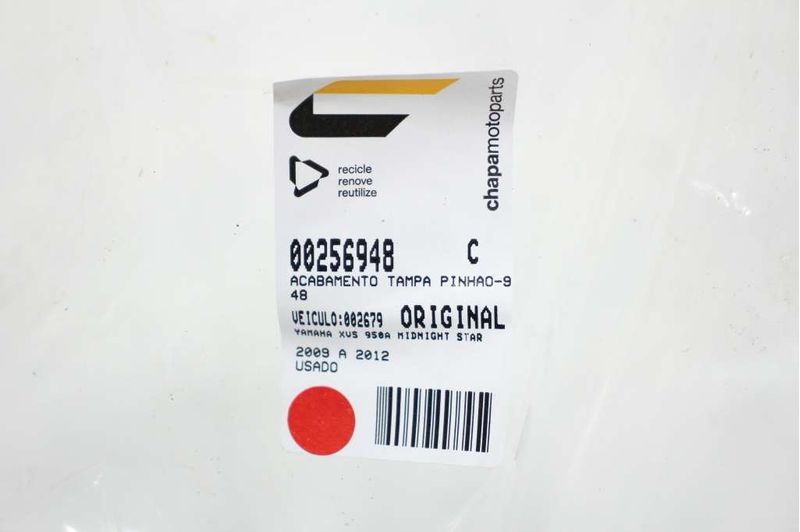 chapamotoparts
recicle
renove
reutilize
00256948 C
ACABAMENTO TAMPA PINHAO-9
48
VEICULO:002679 ORIGINAL
YAMAHA XVS 950A MIDNIGHT STAR
2009 A 2012
USADO